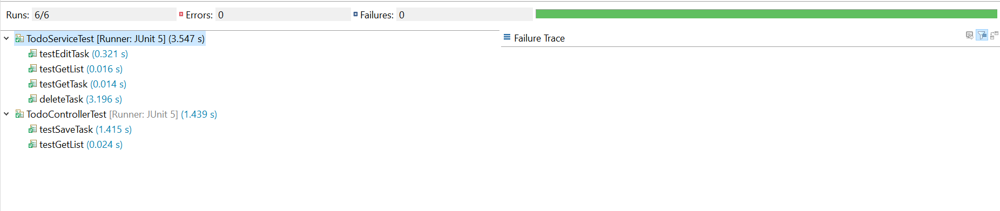 Runs: 6/6 Errors: 0 Failures: 0
TodoServiceTest [Runner: JUnit 5] (3.547 s)
Failure Trace
testEditTask (0.321 s)
testGetList (0.016 s)
testGetTask (0.014 s)
deleteTask (3.196 s)
TodoControllerTest [Runner: JUnit 5] (1.439 s)
testSaveTask (1.415 s)
testGetList (0.024 s)